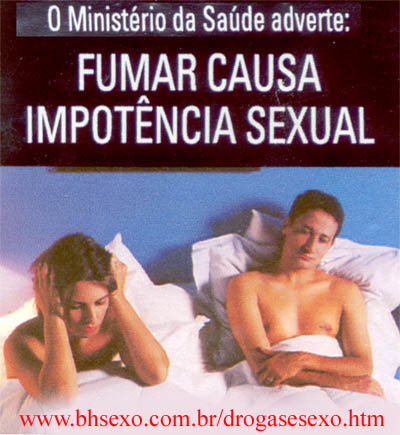 O Ministério da Saúde adverte:
FUMAR CAUSA
IMPOTÊNCIA SEXUAL
www.bhsexo.com.br/drogasesexo.htm